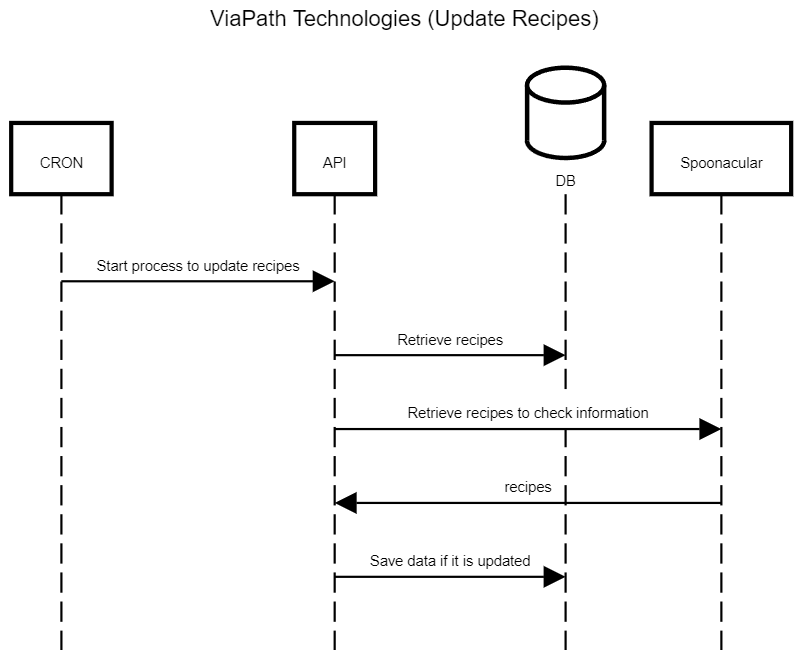 ViaPath Technologies (Update Recipes)
CRON
API
DB
Spoonacular
Start process to update recipes
Retrieve recipes
Retrieve recipes to check information
recipes
Save data if it is updated